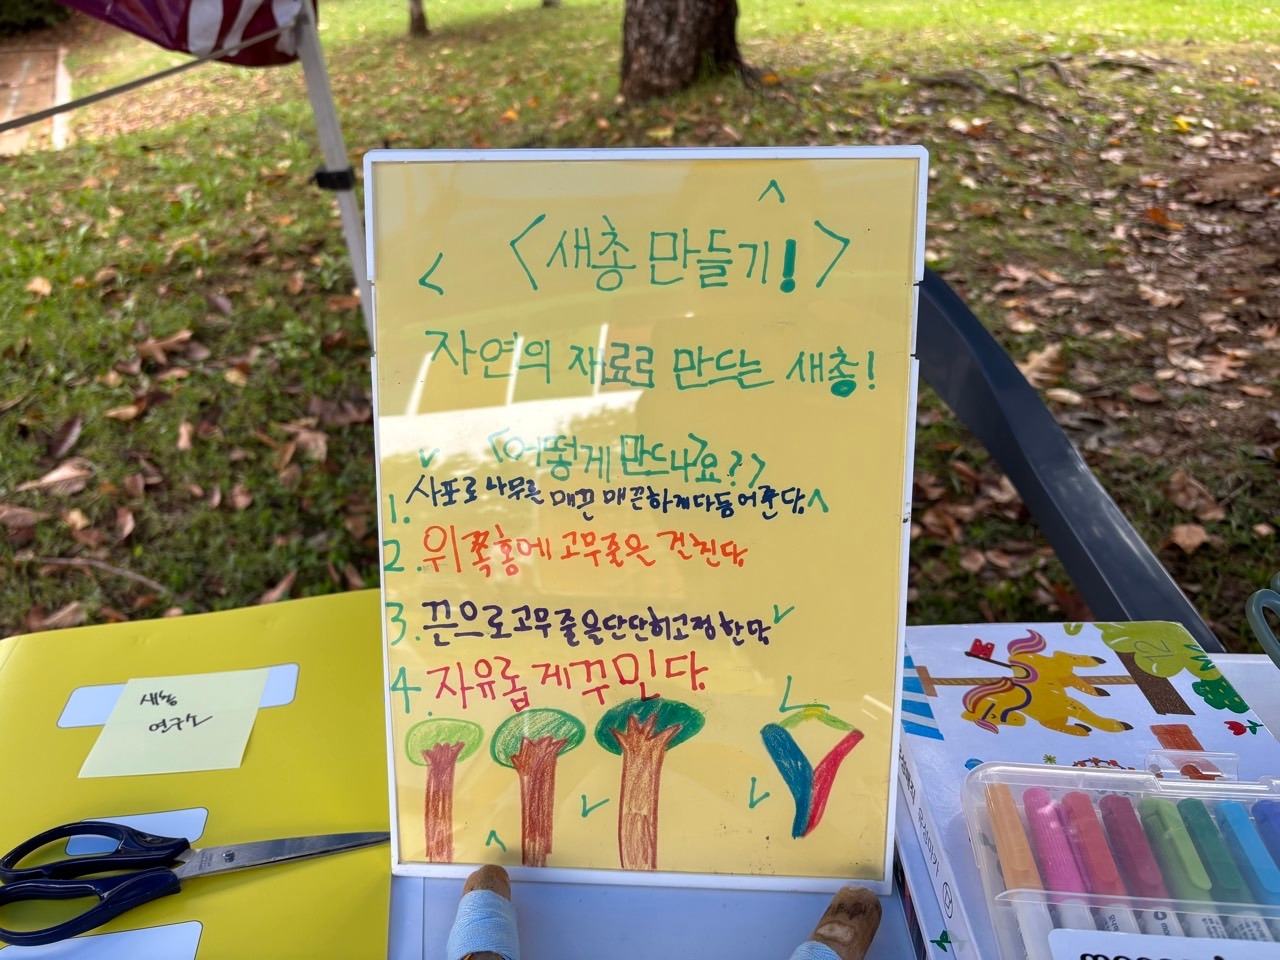 <새총 만들기!>
자연의 재료로 만드는 새총!
<어떻게 만드나요?>
1. 사포로 나무를 매끈매끈하게 다듬어준다.
2. 위쪽홈에 고무줄을 건친다.
3. 끈으로 고무줄을 단단히 고정한다
4. 자유롭게 꾸민다.
새총
연구소